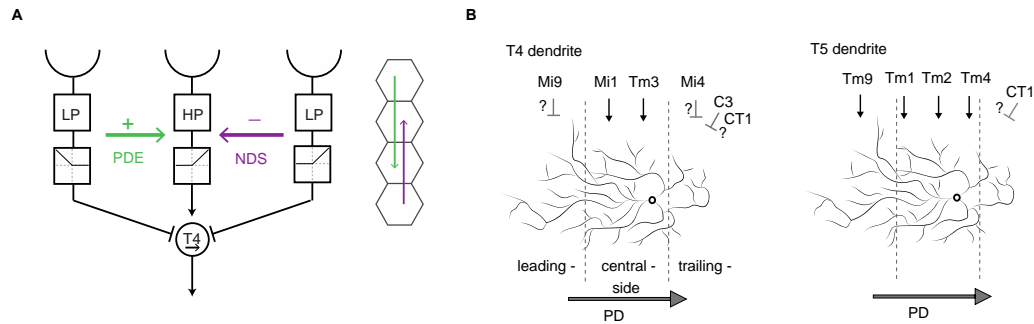 A
LP
HP
LP
+
PDE
−
NDS
T4
B
T4 dendrite
Mi9
Mi1
Tm3
Mi4
C3
CT1
?
?
?
leading -
central -
trailing -
side
PD
T5 dendrite
Tm9
Tm1
Tm2
Tm4
CT1
?
PD